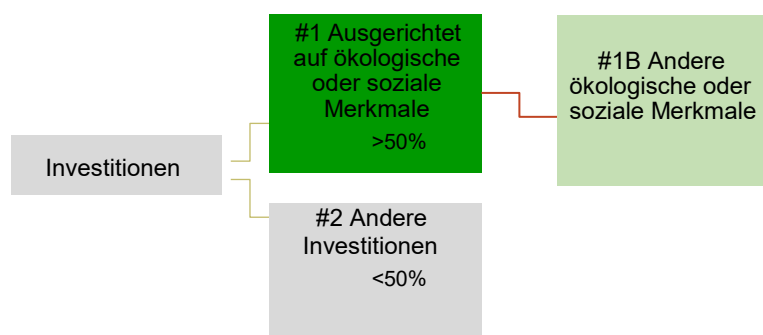 Investitionen
#1 Ausgerichtet
auf ökologische
oder soziale
Merkmale
>50%
#1B Andere
ökologische oder
soziale Merkmale
#2 Andere
Investitionen
<50%